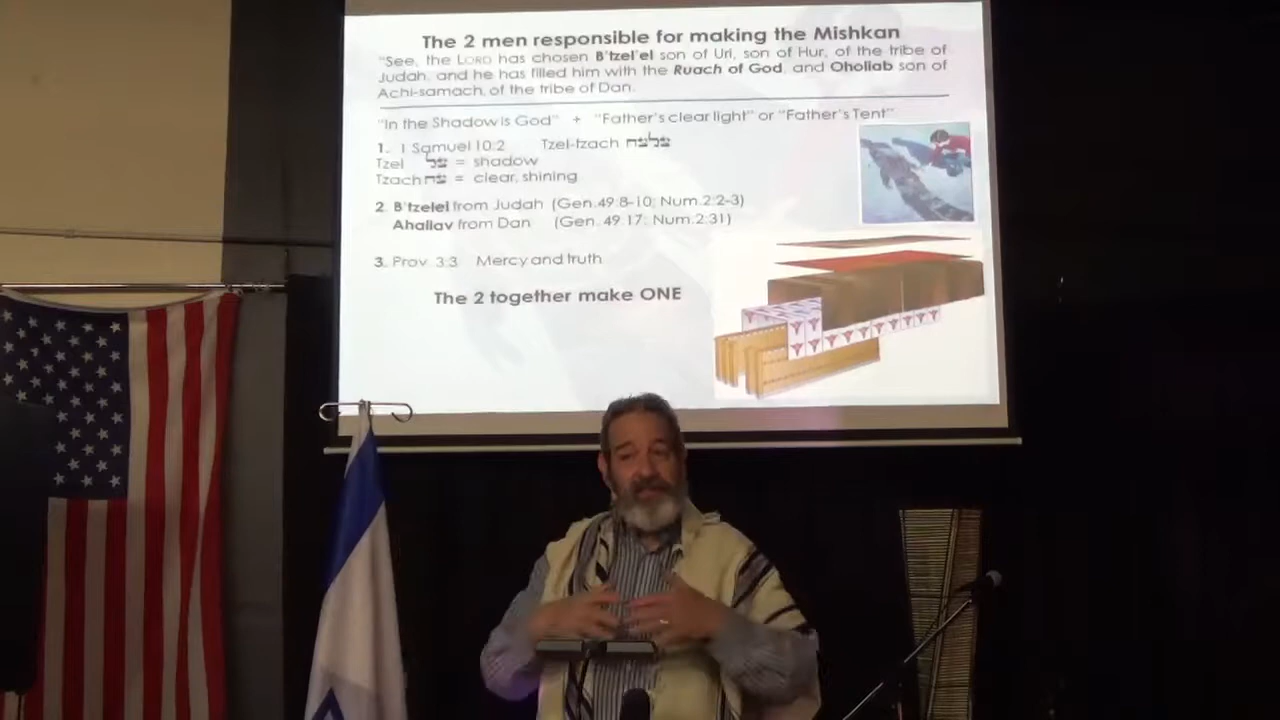 The 2 men responsible for making the Mishkan
"See, the LORD has chosen B'tzel'el son of Uri, son of Hur, of the tribe of
Judah, and he has filled him with the Ruach of God, and Oholiab son of
Achi-samach, of the tribe of Dan.
"In the Shadow is God" + "Father's clear light" or "Father's Tent"
1. I Samuel 10:2 Tzel-tzach צלצח
Tzel צל = shadow
Tzach צח = clear, shining
2. B'tzelel from Judah (Gen.49:8-10; Num.2:2-3)
Ahaliav from Dan (Gen. 49:17; Num.2:31)
3. Prov. 3:3 Mercy and truth
The 2 together make ONE